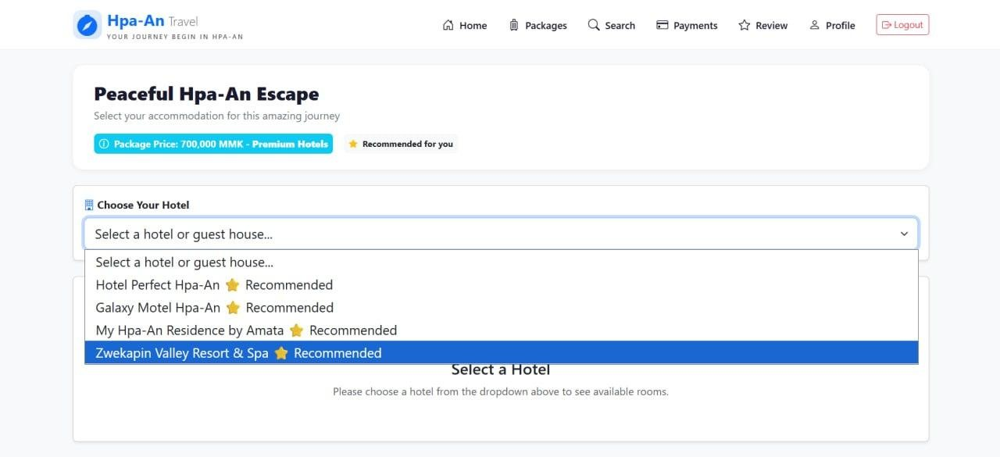 Hpa-An Travel
YOUR JOURNEY BEGIN IN HPA-AN
Home
Packages
Search
Payments
Review
Profile
Logout
Peaceful Hpa-An Escape
Select your accommodation for this amazing journey
Package Price: 700,000 MMK - Premium Hotels
Recommended for you
Choose Your Hotel
Select a hotel or guest house...
Select a hotel or guest house...
Hotel Perfect Hpa-An ⭐ Recommended
Galaxy Motel Hpa-An ⭐ Recommended
My Hpa-An Residence by Amata ⭐ Recommended
Zwekapin Valley Resort & Spa ⭐ Recommended
Select a Hotel
Please choose a hotel from the dropdown above to see available rooms.